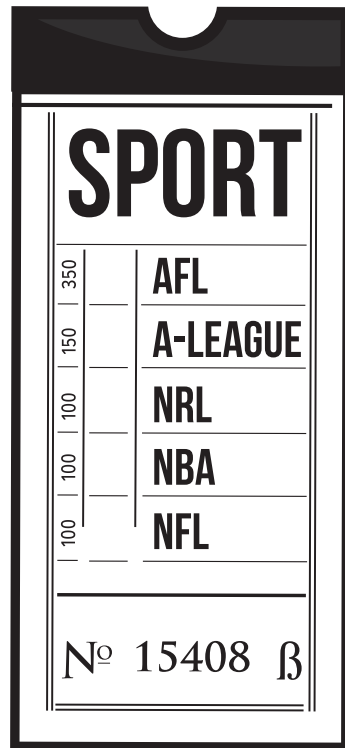 SPORT
350 AFL
150 A-LEAGUE
100 NRL
100 NBA
100 NFL
Nº 15408 ß